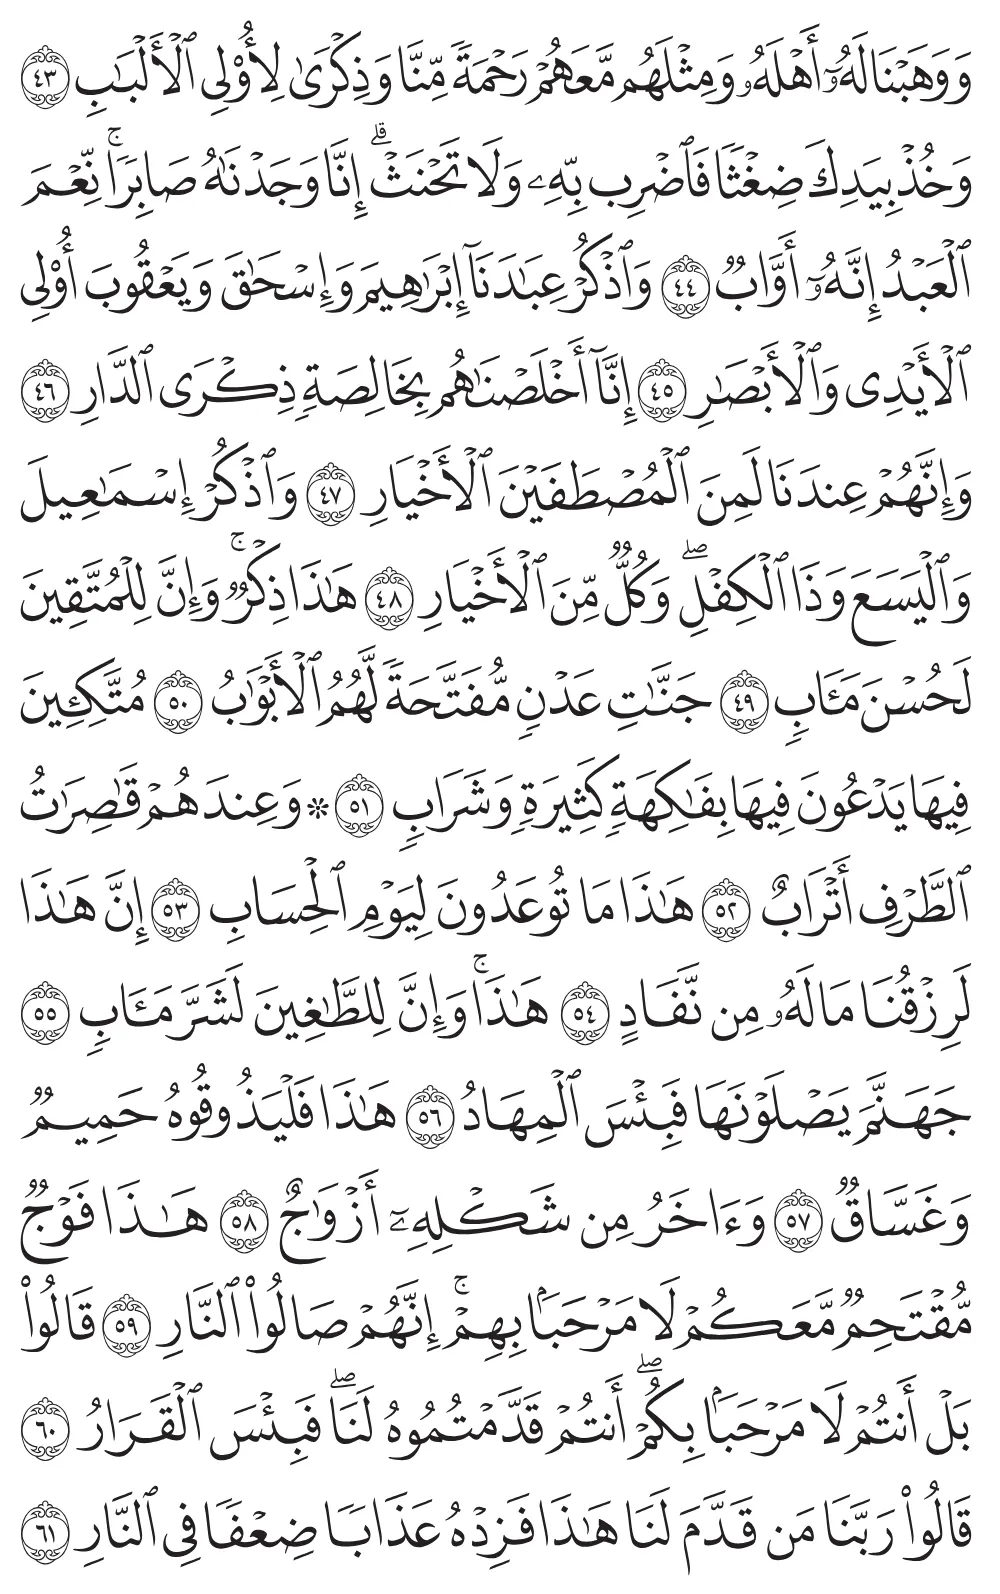 وَوَهَبْنَا لَهُۥٓ أَهْلَهُۥ وَمِثْلَهُم مَّعَهُمْ رَحْمَةً مِّنَّا وَذِكْرَىٰ لِأُو۟لِى ٱلْأَلْبَـٰبِ ٤٣
وَخُذْ بِيَدِكَ ضِغْثًا فَٱضْرِب بِّهِۦ وَلَا تَحْنَثْ ۗ إِنَّا وَجَدْنَـٰهُ صَابِرًا ۚ نِّعْمَ
ٱلْعَبْدُ إِنَّهُۥٓ أَوَّابٌ ٤٤ وَٱذْكُرْ عِبَـٰدَنَآ إِبْرَٰهِيمَ وَإِسْحَـٰقَ وَيَعْقُوبَ أُو۟لِى
ٱلْأَيْدِى وَٱلْأَبْصَـٰرِ ٤٥ إِنَّآ أَخْلَصْنَـٰهُم بِخَالِصَةٍ ذِكْرَى ٱلدَّارِ ٤٦
وَإِنَّهُمْ عِندَنَا لَمِنَ ٱلْمُصْطَفَيْنَ ٱلْأَخْيَارِ ٤٧ وَٱذْكُرْ إِسْمَـٰعِيلَ
وَٱلْيَسَعَ وَذَا ٱلْكِفْلِ ۖ وَكُلٌّ مِّنَ ٱلْأَخْيَارِ ٤٨ هَـٰذَا ذِكْرٌ ۚ وَإِنَّ لِلْمُتَّقِينَ
لَحُسْنَ مَـَٔابٍ ٤٩ جَنَّـٰتِ عَدْنٍ مُّفَتَّحَةً لَّهُمُ ٱلْأَبْوَٰبُ ٥٠ مُتَّكِـِٔينَ
فِيهَا يَدْعُونَ فِيهَا بِفَـٰكِهَةٍ كَثِيرَةٍ وَشَرَابٍ ٥١ * وَعِندَهُمْ قَـٰصِرَٰتُ
ٱلطَّرْفِ أَتْرَابٌ ٥٢ هَـٰذَا مَا تُوعَدُونَ لِيَوْمِ ٱلْحِسَابِ ٥٣ إِنَّ هَـٰذَا
لَرِزْقُنَا مَا لَهُۥ مِن نَّفَادٍ ٥٤ هَـٰذَا ۚ وَإِنَّ لِلطَّـٰغِينَ لَشَرَّ مَـَٔابٍ ٥٥
جَهَنَّمَ يَصْلَوْنَهَا فَبِئْسَ ٱلْمِهَادُ ٥٦ هَـٰذَا فَلْيَذُوقُوهُ حَمِيمٌ
وَغَسَّاقٌ ٥٧ وَءَاخَرُ مِن شَكْلِهِۦٓ أَزْوَٰجٌ ٥٨ هَـٰذَا فَوْجٌ
مُّقْتَحِمٌ مَّعَكُمْ لَا مَرْحَبًۢا بِهِمْ ۚ إِنَّهُمْ صَالُوا۟ ٱلنَّارِ ٥٩ قَالُوا۟
بَلْ أَنتُمْ لَا مَرْحَبًۢا بِكُمْ ۖ أَنتُمْ قَدَّمْتُمُوهُ لَنَا ۖ فَبِئْسَ ٱلْقَرَارُ ٦٠
قَالُوا۟ رَبَّنَا مَن قَدَّمَ لَنَا هَـٰذَا فَزِدْهُ عَذَابًا ضِعْفًا فِى ٱلنَّارِ ٦١